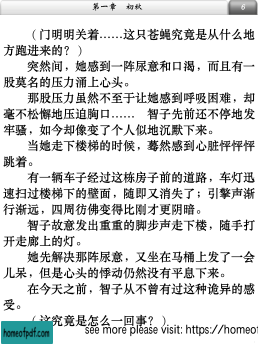 第一章 初秋
6
（门明明关着……这只苍蝇究竟是从什么地
方跑进来的？）
突然间，她感到一阵尿意和口渴，而且有一
股莫名的压力涌上心头。
那股压力虽然不至于让她感到呼吸困难，却
毫不松懈地压迫胸口…… 智子先前还不停地发
牢骚，如今却像变了个人似地沉默下来。
当她走下楼梯的时候，蓦然感到心脏怦怦怦
跳着。
有一辆车子经过这栋房子前的道路，车灯迅
速扫过楼梯下的壁面，随即又消失了；引擎声渐
行渐远，四周彷彿变得比刚才更阴暗。
智子故意发出重重的脚步声走下楼，随手打
开走廊上的灯。
她先解决那阵尿意，又坐在马桶上发了一会
儿呆，但是心头的悸动仍然没有平息下来。
在今天之前，智子从不曾有过这种诡异的感
受。
（这究竟是怎么一回事？）
homeofpdf.com
see more please visit: https://homeof